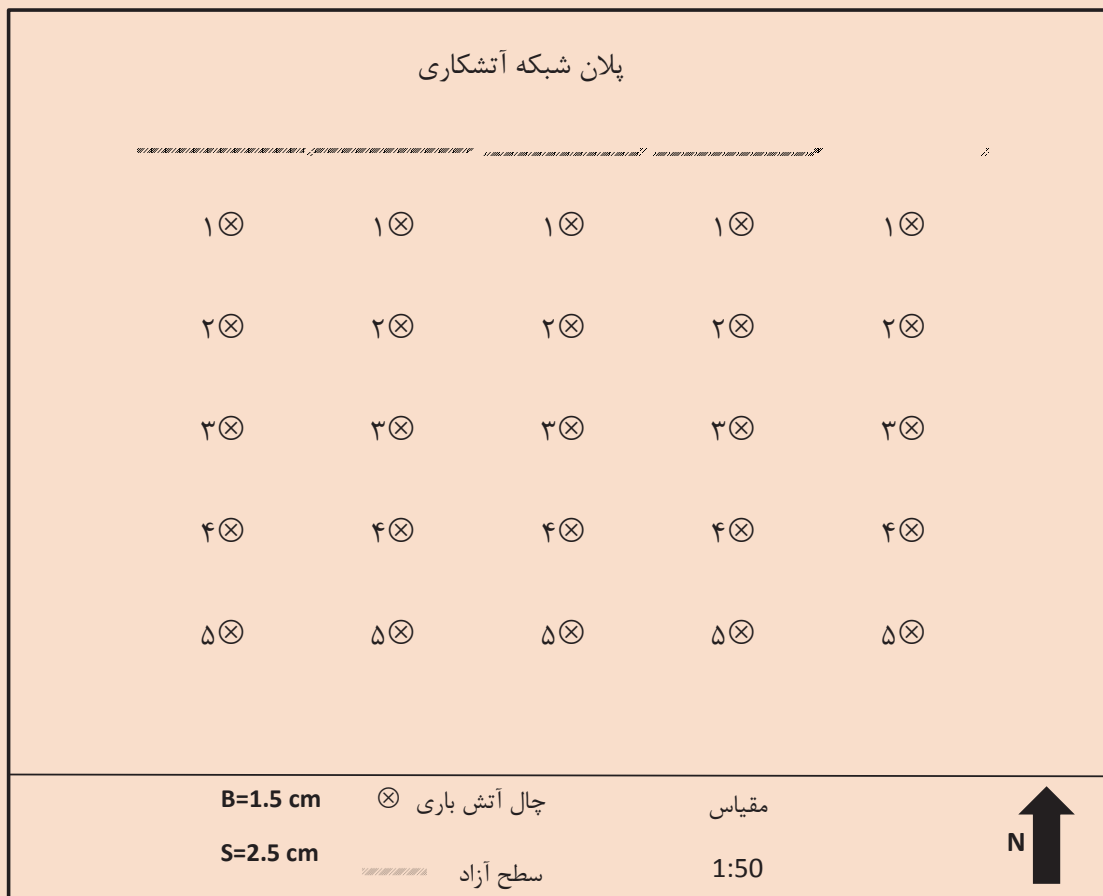 پلان شبکه آتشکاری
۱⊗ ۱⊗ ۱⊗ ۱⊗ ۱⊗
۲⊗ ۲⊗ ۲⊗ ۲⊗ ۲⊗
۳⊗ ۳⊗ ۳⊗ ۳⊗ ۳⊗
۴⊗ ۴⊗ ۴⊗ ۴⊗ ۴⊗
۵⊗ ۵⊗ ۵⊗ ۵⊗ ۵⊗
N
مقیاس
1:50
چال آتش باری ⊗
سطح آزاد
B=1.5 cm
S=2.5 cm